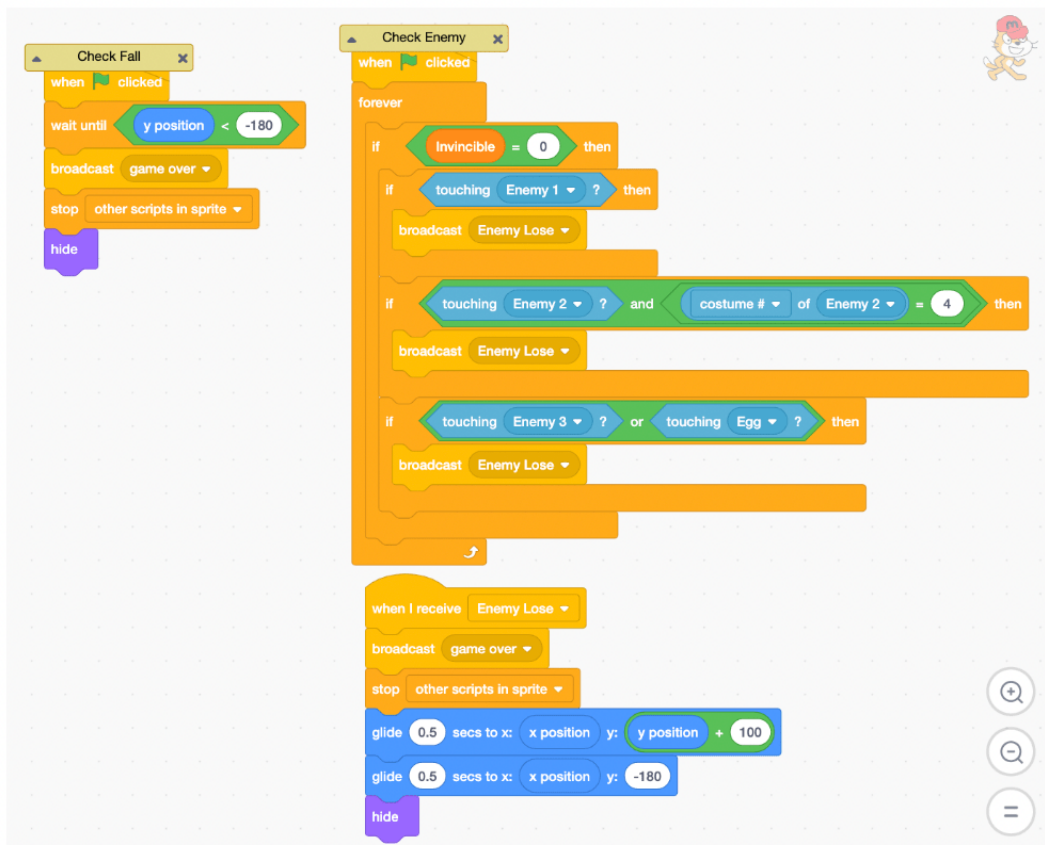 Check Fall
when clicked
wait until y position < -180
broadcast game over
stop other scripts in sprite
hide
Check Enemy
when clicked
forever
if Invincible = 0 then
if touching Enemy 1 ? then
broadcast Enemy Lose
if touching Enemy 2 ? and costume # of Enemy 2 = 4 then
broadcast Enemy Lose
if touching Enemy 3 ? or touching Egg ? then
broadcast Enemy Lose
when I receive Enemy Lose
broadcast game over
stop other scripts in sprite
glide 0.5 secs to x: x position y: y position + 100
glide 0.5 secs to x: x position y: -180
hide
m